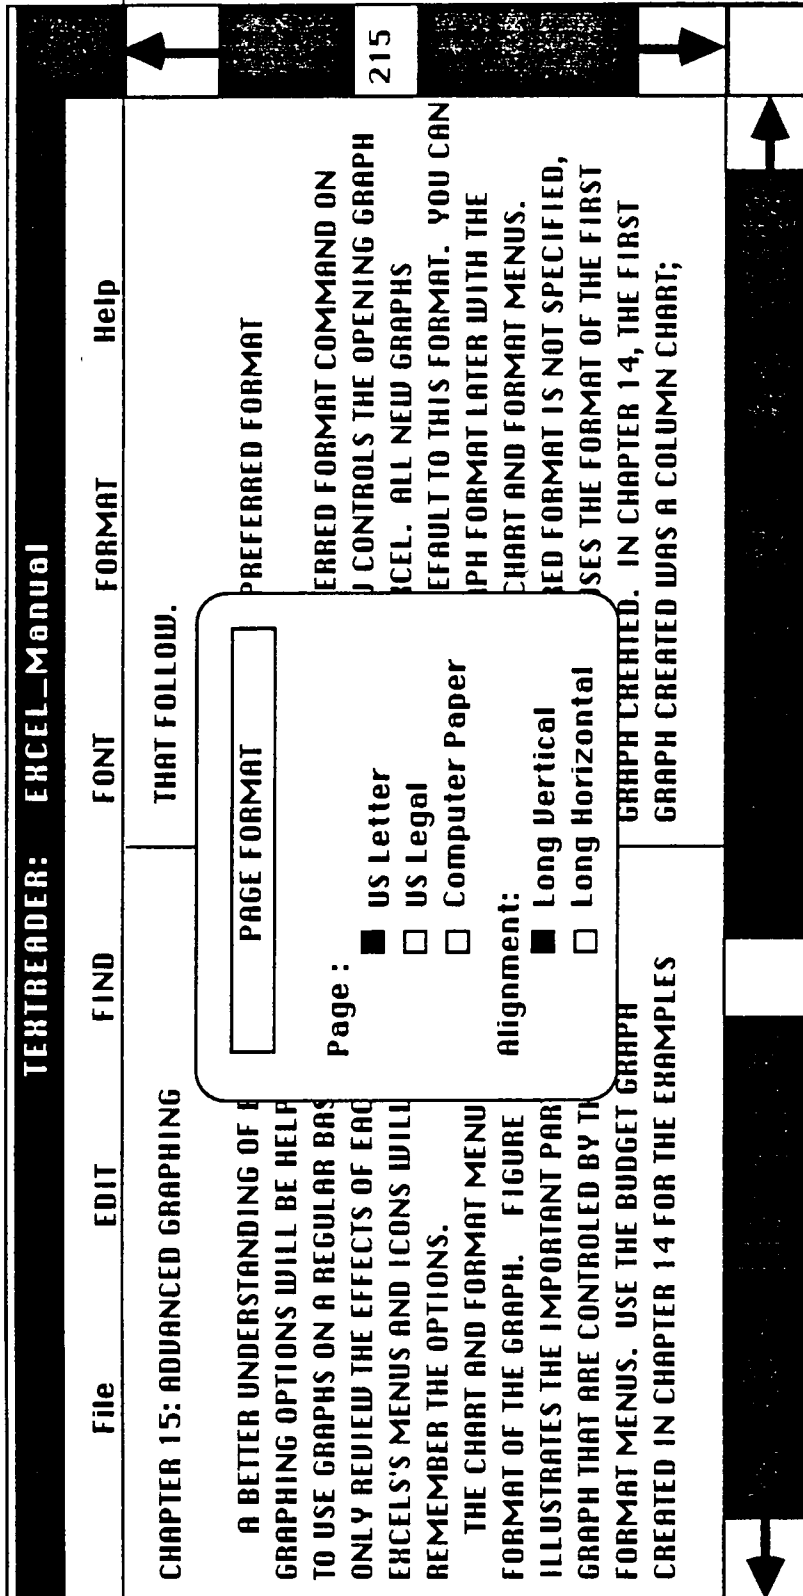 TEXTREADER: EXCEL_Manual
File EDIT FIND FONT FORMAT Help
CHAPTER 15: ADVANCED GRAPHING
A BETTER UNDERSTANDING OF
GRAPHING OPTIONS WILL BE HELP
TO USE GRAPHS ON A REGULAR BAS
ONLY REVIEW THE EFFECTS OF EAC
EXCELS'S MENUS AND ICONS WILL
REMEMBER THE OPTIONS.
THE CHART AND FORMAT MENU
FORMAT OF THE GRAPH. FIGURE
ILLUSTRATES THE IMPORTANT PAR
GRAPH THAT ARE CONTROLED BY TH
FORMAT MENUS. USE THE BUDGET GRAPH
CREATED IN CHAPTER 14 FOR THE EXAMPLES
THAT FOLLOW.
PREFERRED FORMAT
ERRED FORMAT COMMAND ON
U CONTROLS THE OPENING GRAPH
XCEL. ALL NEW GRAPHS
EFAULT TO THIS FORMAT. YOU CAN
PH FORMAT LATER WITH THE
CHART AND FORMAT MENUS.
RED FORMAT IS NOT SPECIFIED,
SES THE FORMAT OF THE FIRST
GRAPH CREATED. IN CHAPTER 14, THE FIRST
GRAPH CREATED WAS A COLUMN CHART;
PAGE FORMAT
Page :
US Letter
US Legal
Computer Paper
Alignment:
Long Vertical
Long Horizontal
215